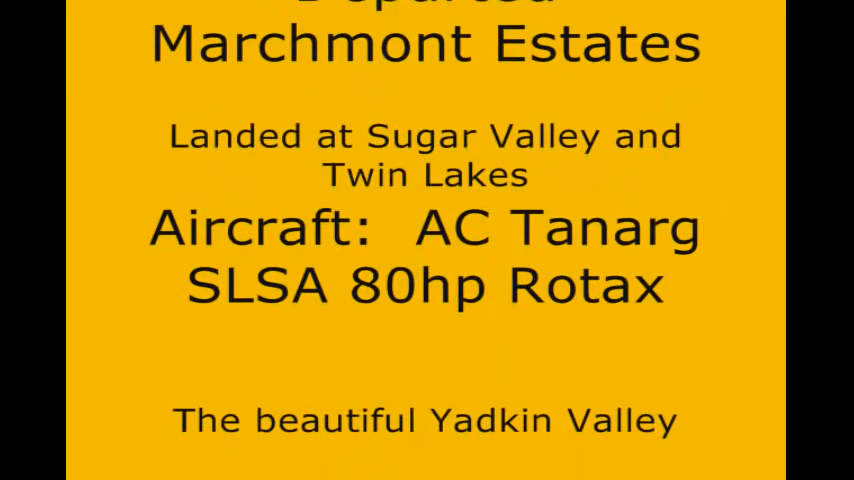 Departed
Marchmont Estates
Landed at Sugar Valley and
Twin Lakes
Aircraft: AC Tanarg
SLSA 80hp Rotax
The beautiful Yadkin Valley